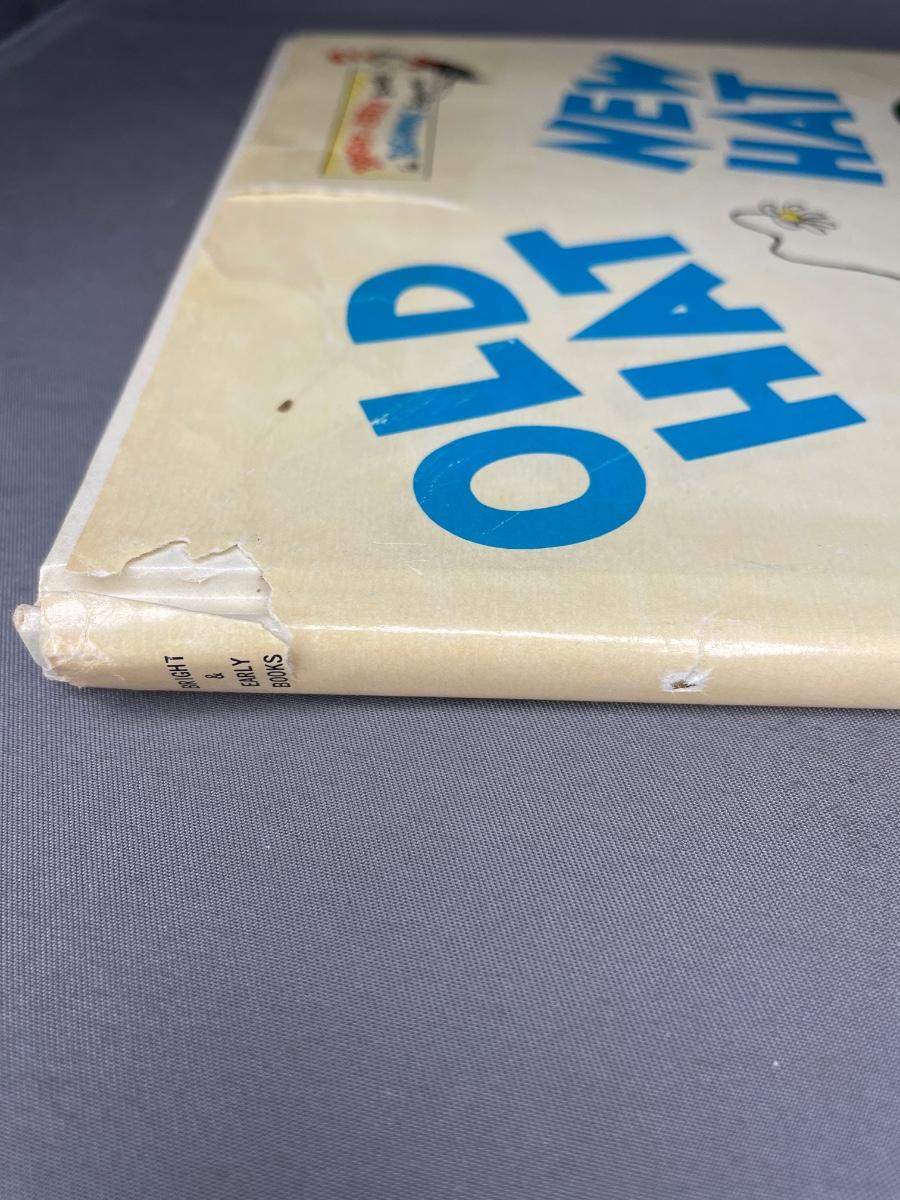 OLD
HAT
NEW
HAT
BRIGHT
&
EARLY
BOOKS